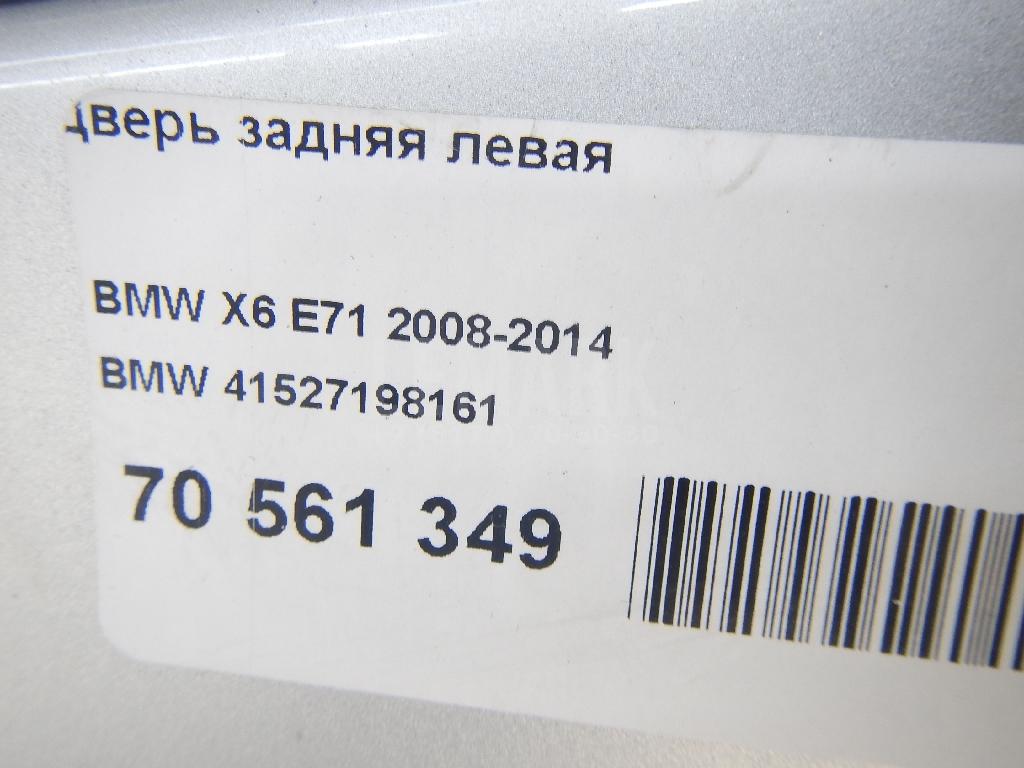 дверь задняя левая
BMW X6 E71 2008-2014
BMW 41527198161
70 561 349